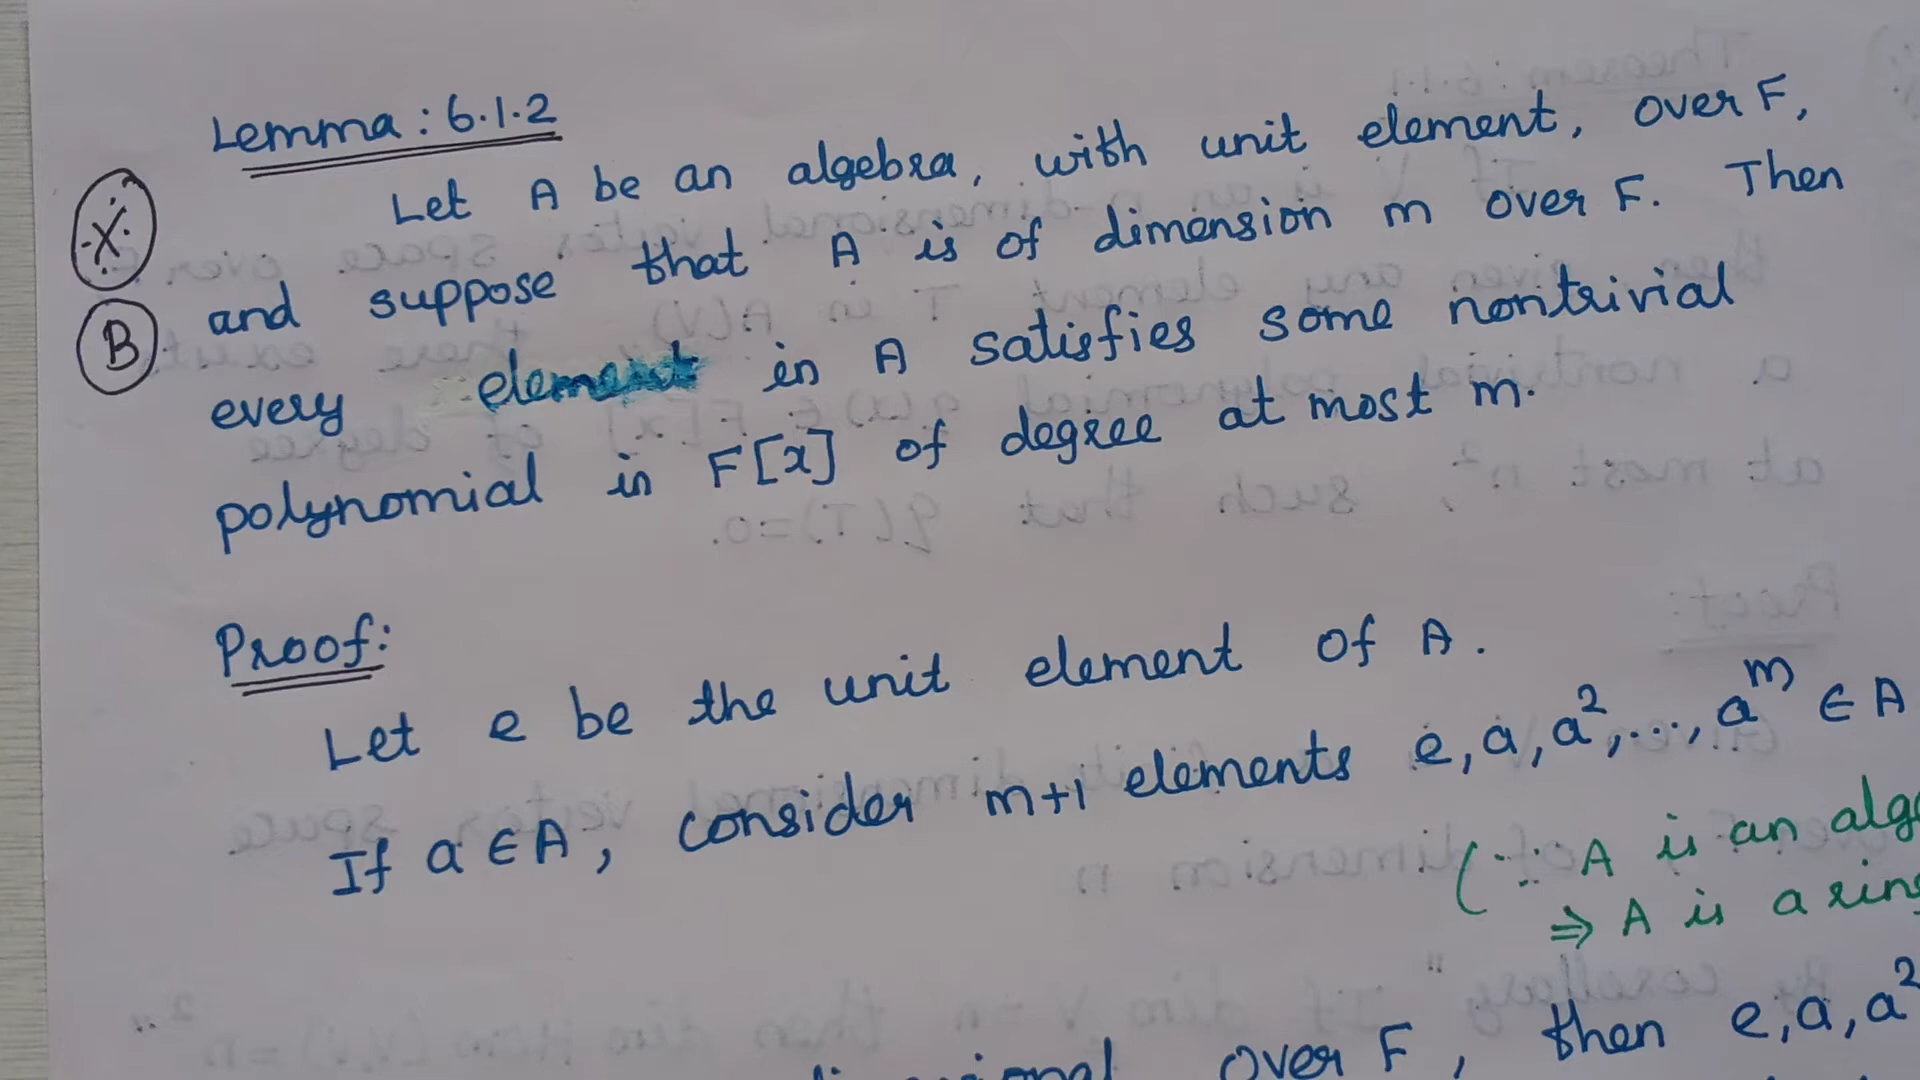 Lemma : 6.1.2
Let A be an algebra, with unit element, over F,
X
and suppose that A is of dimension m over F. Then
B
every element in A satisfies some nontrivial
polynomial in F[x] of degree at most m.
Proof:
Let e be the unit element of A.
If a ∈ A, consider m+1 elements e, a, a², ..., a^m ∈ A
(∵ A is an alg
⇒ A is a ring
over F, then e, a, a²